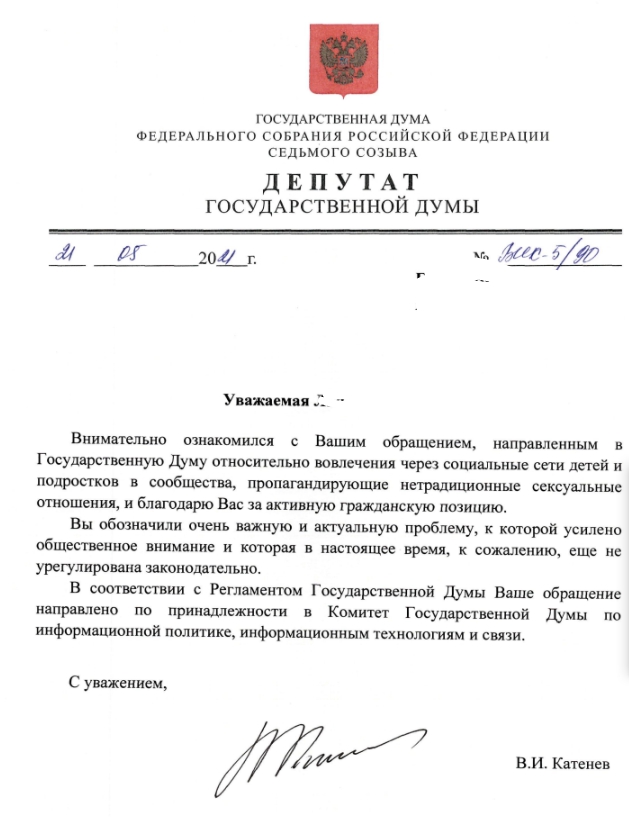 ГОСУДАРСТВЕННАЯ ДУМА
ФЕДЕРАЛЬНОГО СОБРАНИЯ РОССИЙСКОЙ ФЕДЕРАЦИИ
СЕДЬМОГО СОЗЫВА
ДЕПУТАТ
ГОСУДАРСТВЕННОЙ ДУМЫ
21 05 2021 г. № ВИК-5/90
Уважаемая
Внимательно ознакомился с Вашим обращением, направленным в
Государственную Думу относительно вовлечения через социальные сети детей и
подростков в сообщества, пропагандирующие нетрадиционные сексуальные
отношения, и благодарю Вас за активную гражданскую позицию.
Вы обозначили очень важную и актуальную проблему, к которой усилено
общественное внимание и которая в настоящее время, к сожалению, еще не
урегулирована законодательно.
В соответствии с Регламентом Государственной Думы Ваше обращение
направлено по принадлежности в Комитет Государственной Думы по
информационной политике, информационным технологиям и связи.
С уважением,
В.И. Катенев